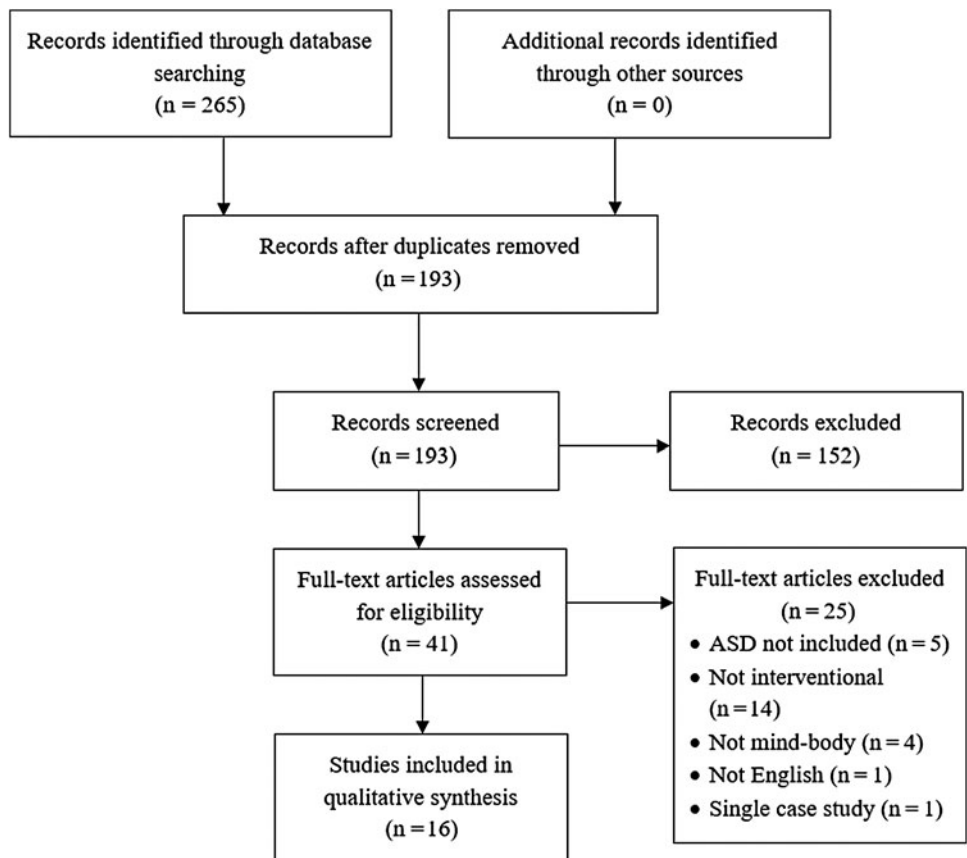 Records identified through database
searching
(n = 265)
Additional records identified
through other sources
(n = 0)
Records after duplicates removed
(n = 193)
Records screened
(n = 193)
Records excluded
(n = 152)
Full-text articles assessed
for eligibility
(n = 41)
Full-text articles excluded
(n = 25)
• ASD not included (n = 5)
• Not interventional
(n = 14)
• Not mind-body (n = 4)
• Not English (n = 1)
• Single case study (n = 1)
Studies included in
qualitative synthesis
(n = 16)